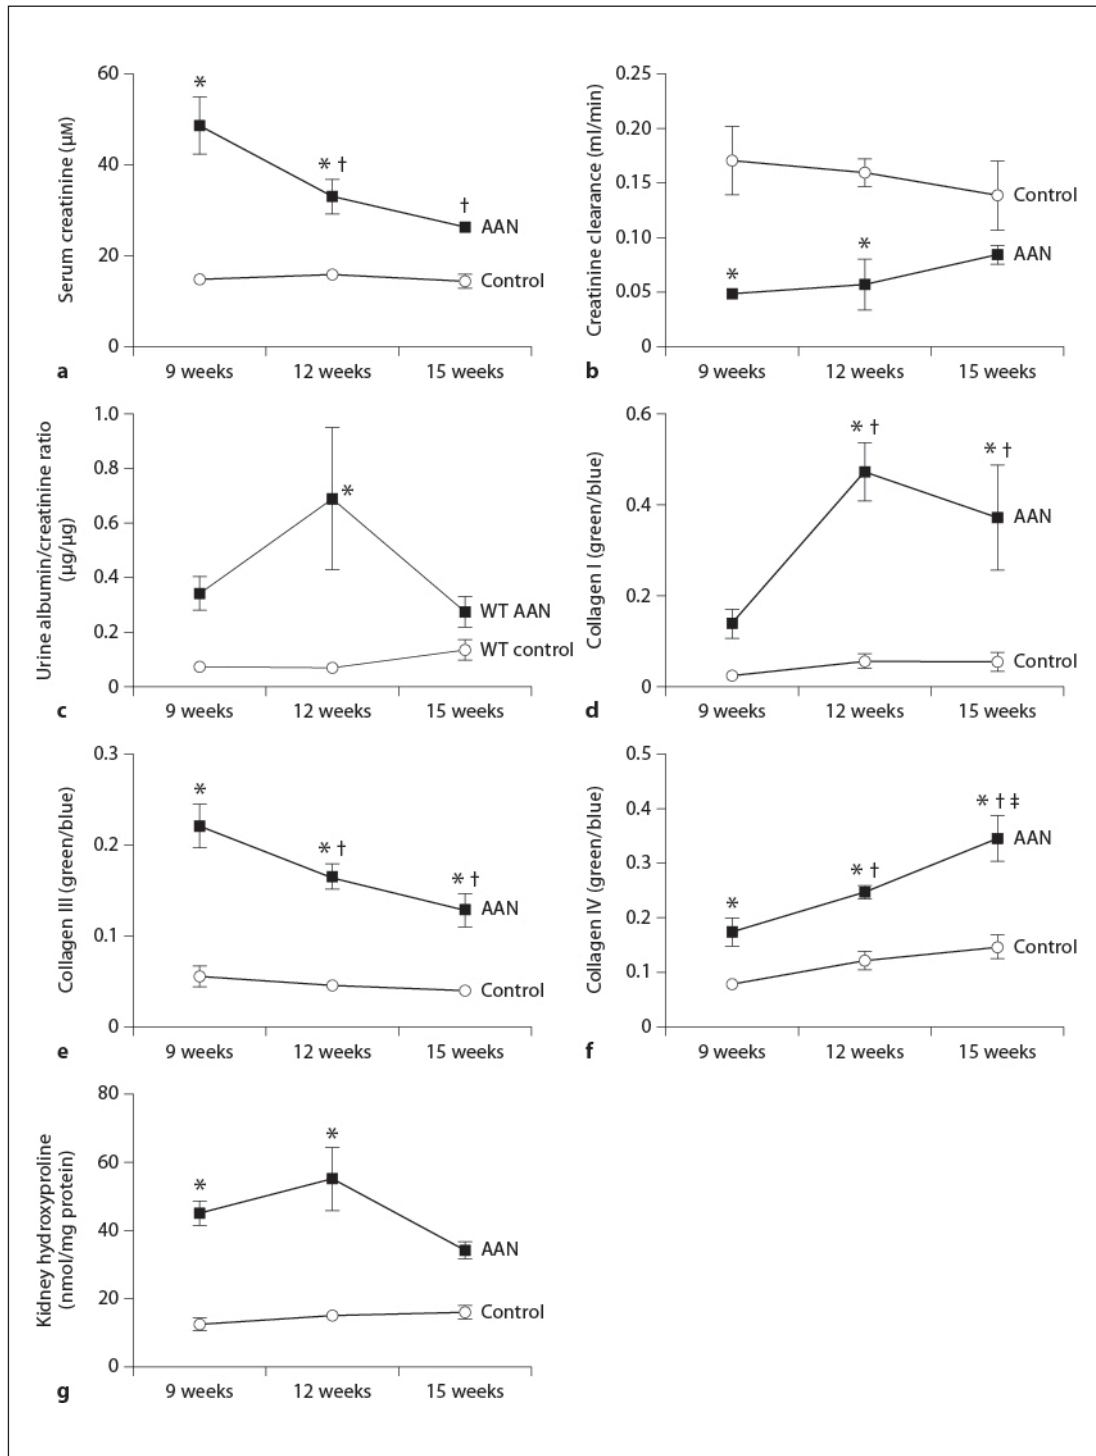 Serum creatinine (μM)
60
40
20
0
*
* †
†
AAN
Control
9 weeks 12 weeks 15 weeks
a
Creatinine clearance (ml/min)
0.25
0.20
0.15
0.10
0.05
0
*
*
Control
AAN
9 weeks 12 weeks 15 weeks
b
Urine albumin/creatinine ratio
(μg/μg)
1.0
0.8
0.6
0.4
0.2
0
*
WT AAN
WT control
9 weeks 12 weeks 15 weeks
c
Collagen I (green/blue)
0.6
0.4
0.2
0
* †
* †
AAN
Control
9 weeks 12 weeks 15 weeks
d
Collagen III (green/blue)
0.3
0.2
0.1
0
*
* †
* †
AAN
Control
9 weeks 12 weeks 15 weeks
e
Collagen IV (green/blue)
0.5
0.4
0.3
0.2
0.1
0
*
* †
* † ‡
AAN
Control
9 weeks 12 weeks 15 weeks
f
Kidney hydroxyproline
(nmol/mg protein)
80
60
40
20
0
*
*
AAN
Control
9 weeks 12 weeks 15 weeks
g